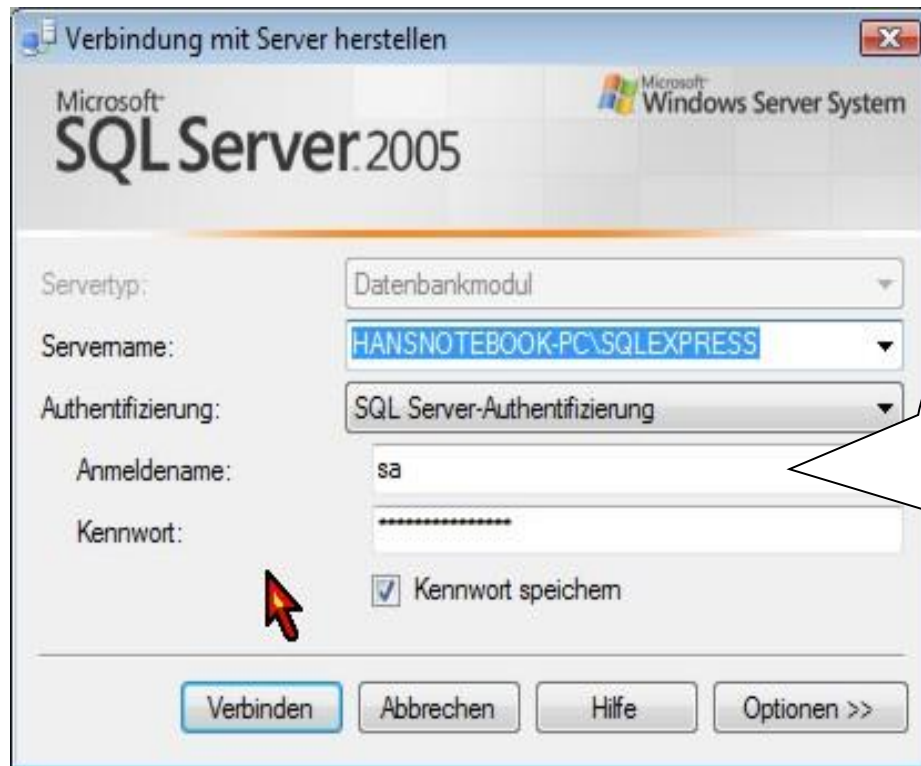 Verbindung mit Server herstellen
Microsoft
SQL Server 2005
Microsoft
Windows Server System
Servertyp: Datenbankmodul
Servername: HANSNOTEBOOK-PC\SQLEXPRESS
Authentifizierung: SQL Server-Authentifizierung
Anmeldename: sa
Kennwort: ***************
Kennwort speichern
Verbinden Abbrechen Hilfe Optionen >>